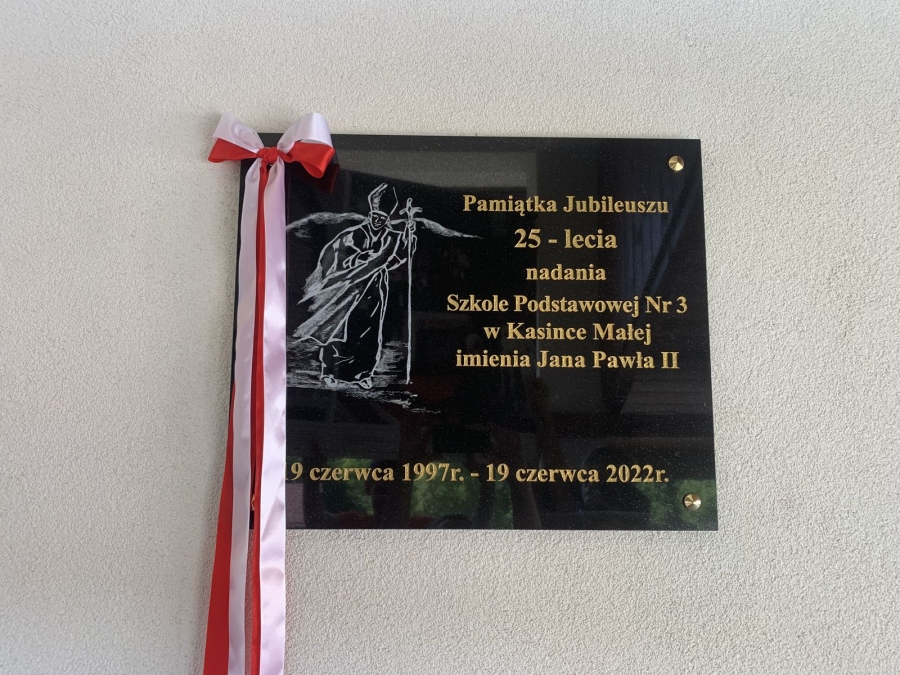 Pamiątka Jubileuszu
25 - lecia
nadania
Szkole Podstawowej Nr 3
w Kasince Małej
imienia Jana Pawła II
19 czerwca 1997r. - 19 czerwca 2022r.